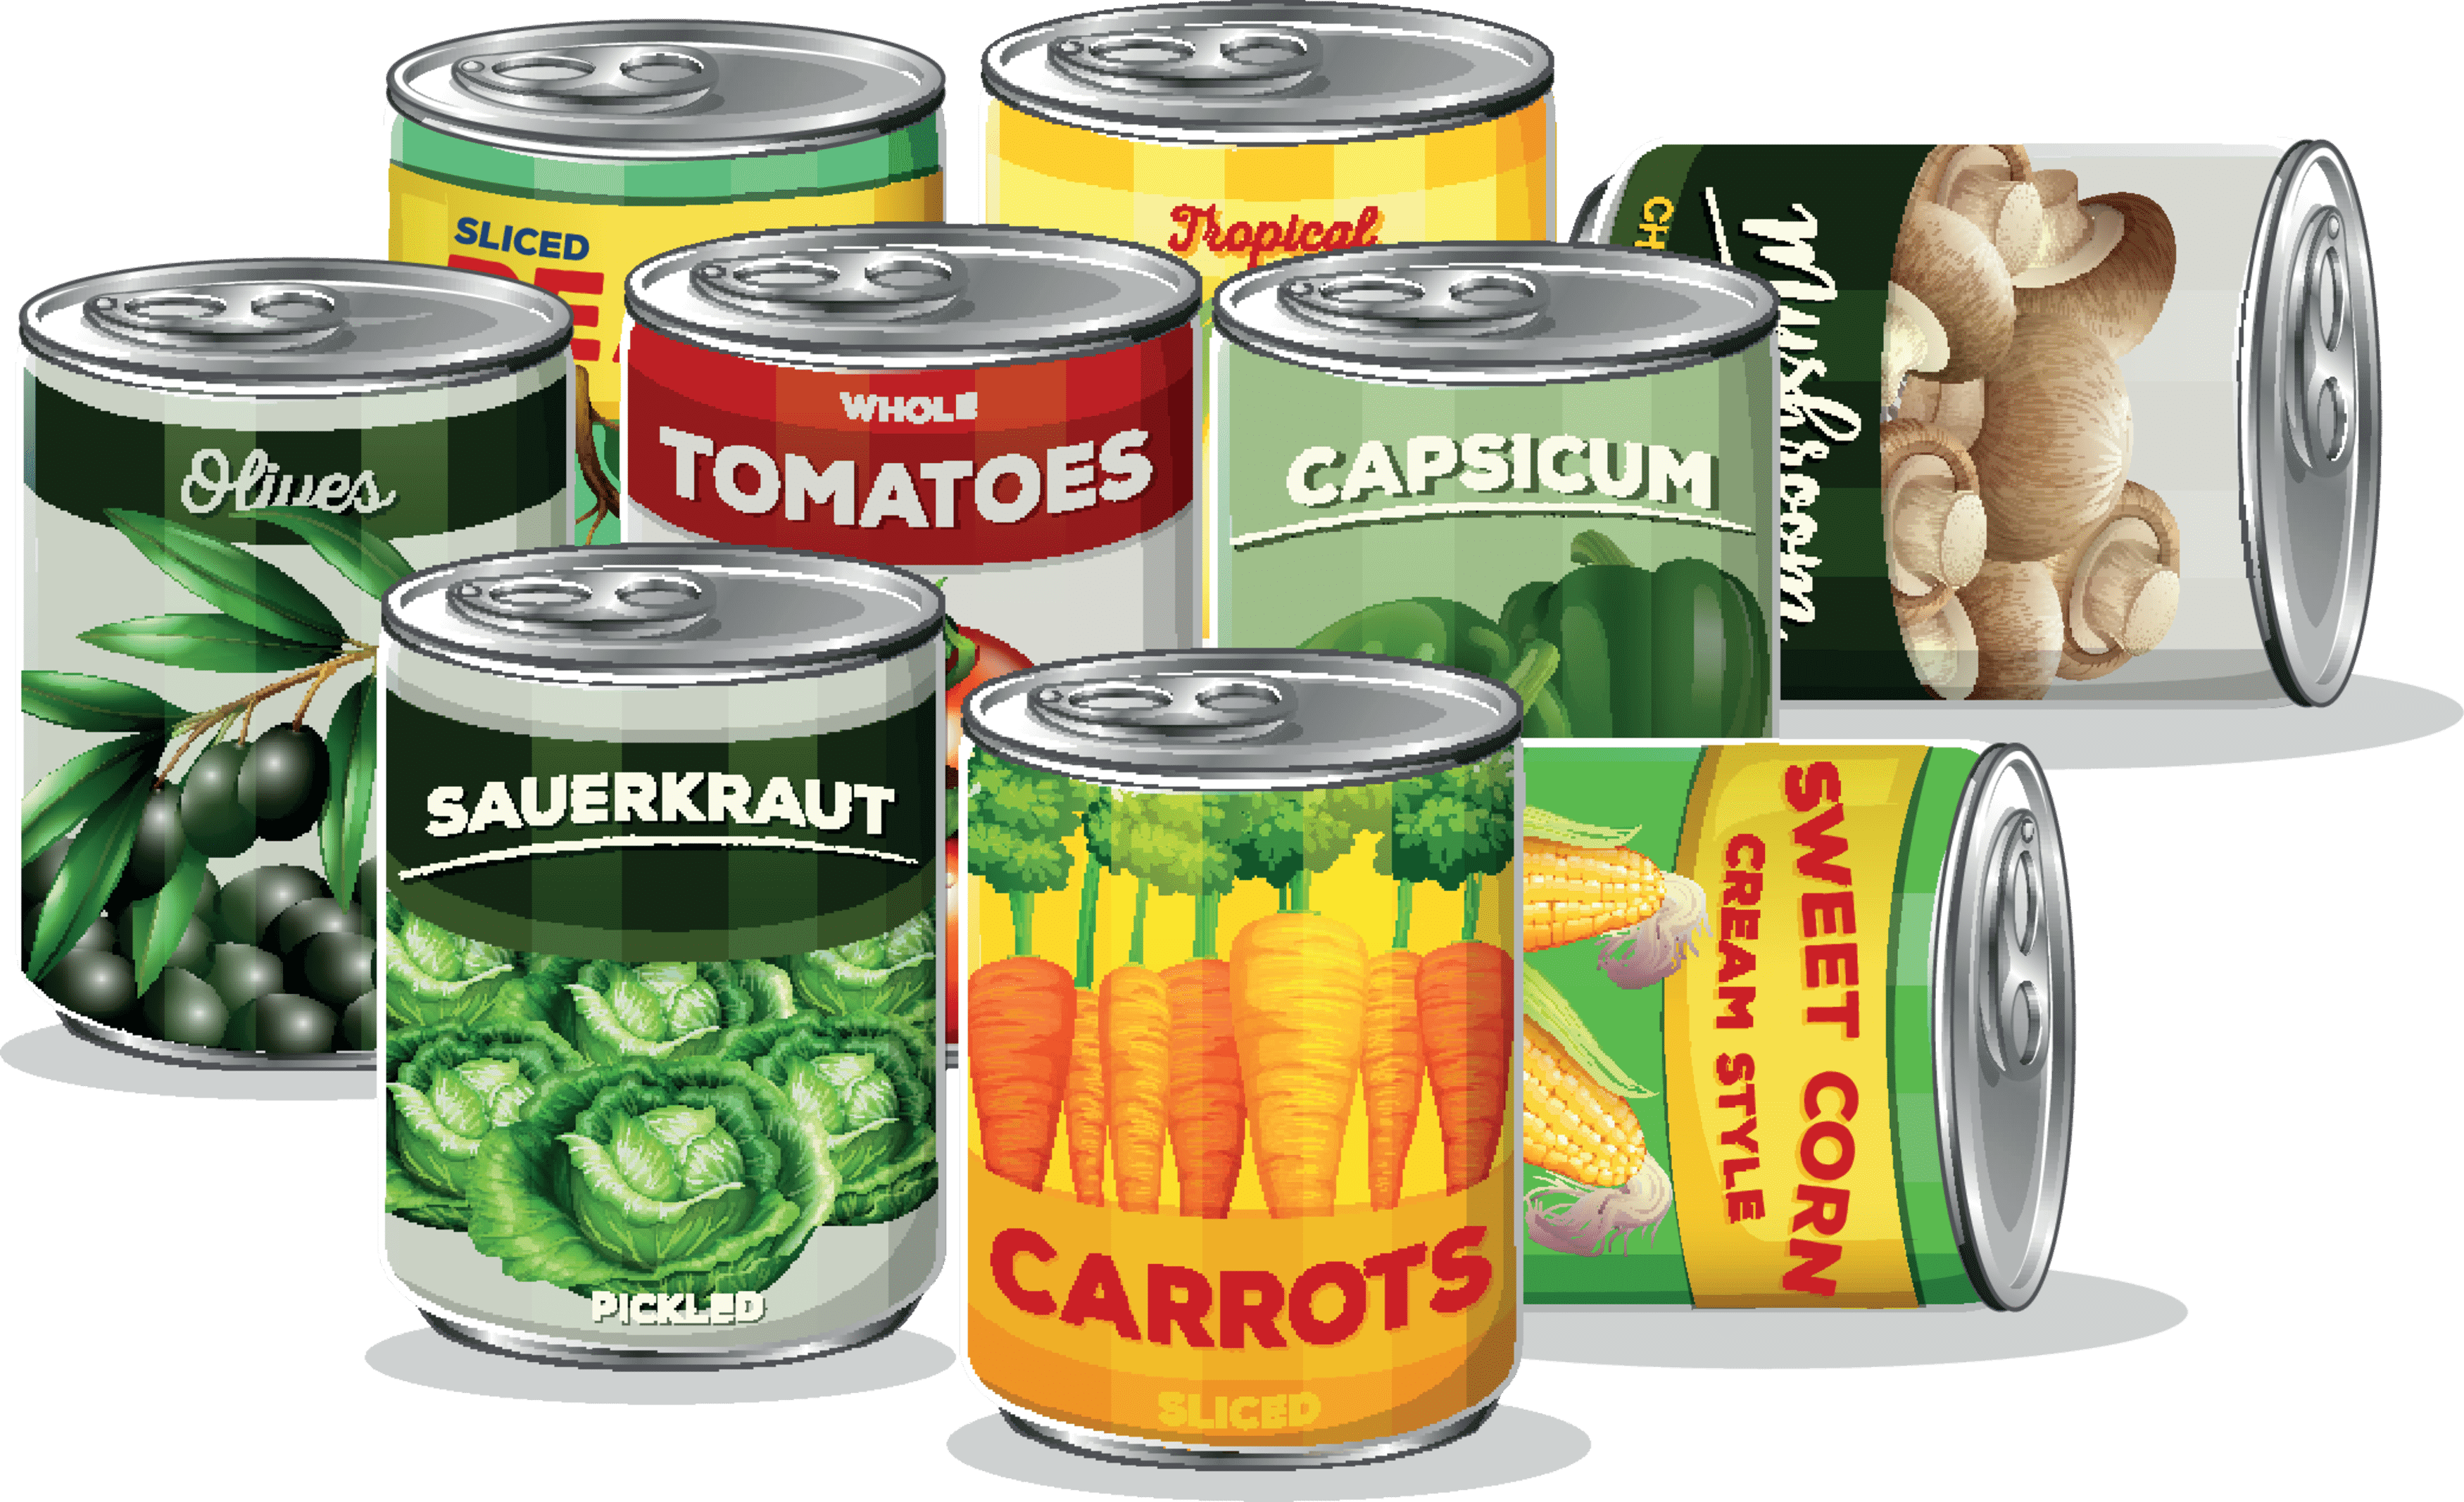 SLICED
Tropical
Olives
WHOLE
TOMATOES
CAPSICUM
Mushroom
SAUERKRAUT
PICKLED
CARROTS
SLICED
SWEET CORN
CREAM STYLE